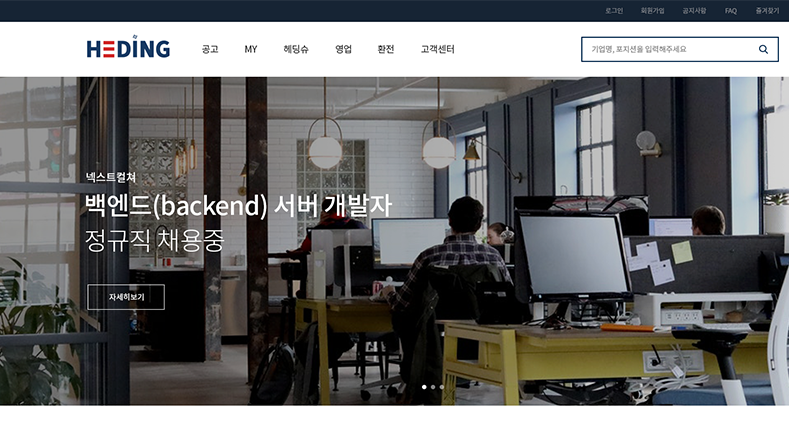 로그인 회원가입 공지사항 FAQ 즐겨찾기
HEDING 공고 MY 헤딩슈 영업 환전 고객센터 기업명, 포지션을 입력해주세요
넥스트컬쳐
백엔드(backend) 서버 개발자
정규직 채용중
자세히보기